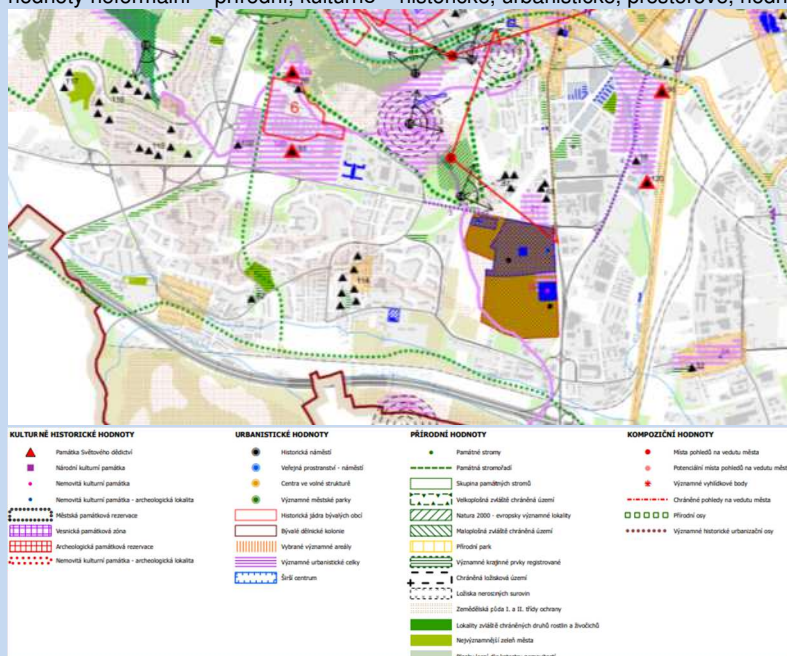 hodnoty neformální – přírodní, kulturně – historické, urbanistické, prostorové, hodn
6
118
114
KULTURNĚ HISTORICKÉ HODNOTY
Památka Světového dědictví
Národní kulturní památka
Nemovitá kulturní památka
Nemovitá kulturní památka - archeologická lokalita
Městská památková rezervace
Vesnická památková zóna
Archeologická památková rezervace
Nemovitá kulturní památka - archeologická lokalita
URBANISTICKÉ HODNOTY
Historická náměstí
Veřejná prostranství - náměstí
Centra ve volné struktuře
Významné městské parky
Historická jádra bývalých obcí
Bývalé dělnické kolonie
Vybrané významné areály
Významné urbanistické celky
Širší centrum
PŘÍRODNÍ HODNOTY
Památné stromy
Památné stromořadí
Skupina památných stromů
Velkoplošná zvláště chráněné území
Natura 2000 - evropsky významné lokality
Maloplošná zvláště chráněné území
Přírodní park
Významné krajinné prvky registrované
Chráněná ložisková území
Ložiska nerostných surovin
Zemědělská půda I. a II. třídy ochrany
Lokality zvláště chráněných druhů rostlin a živočichů
Nejvýznamnější zeleň města
KOMPOZIČNÍ HODNOTY
Místa pohledů na vedutu města
Potenciální místa pohledů na vedutu měst
Významné vyhlídkové body
Chráněné pohledy na vedutu města
Přírodní osy
Významné historické urbanizační osy